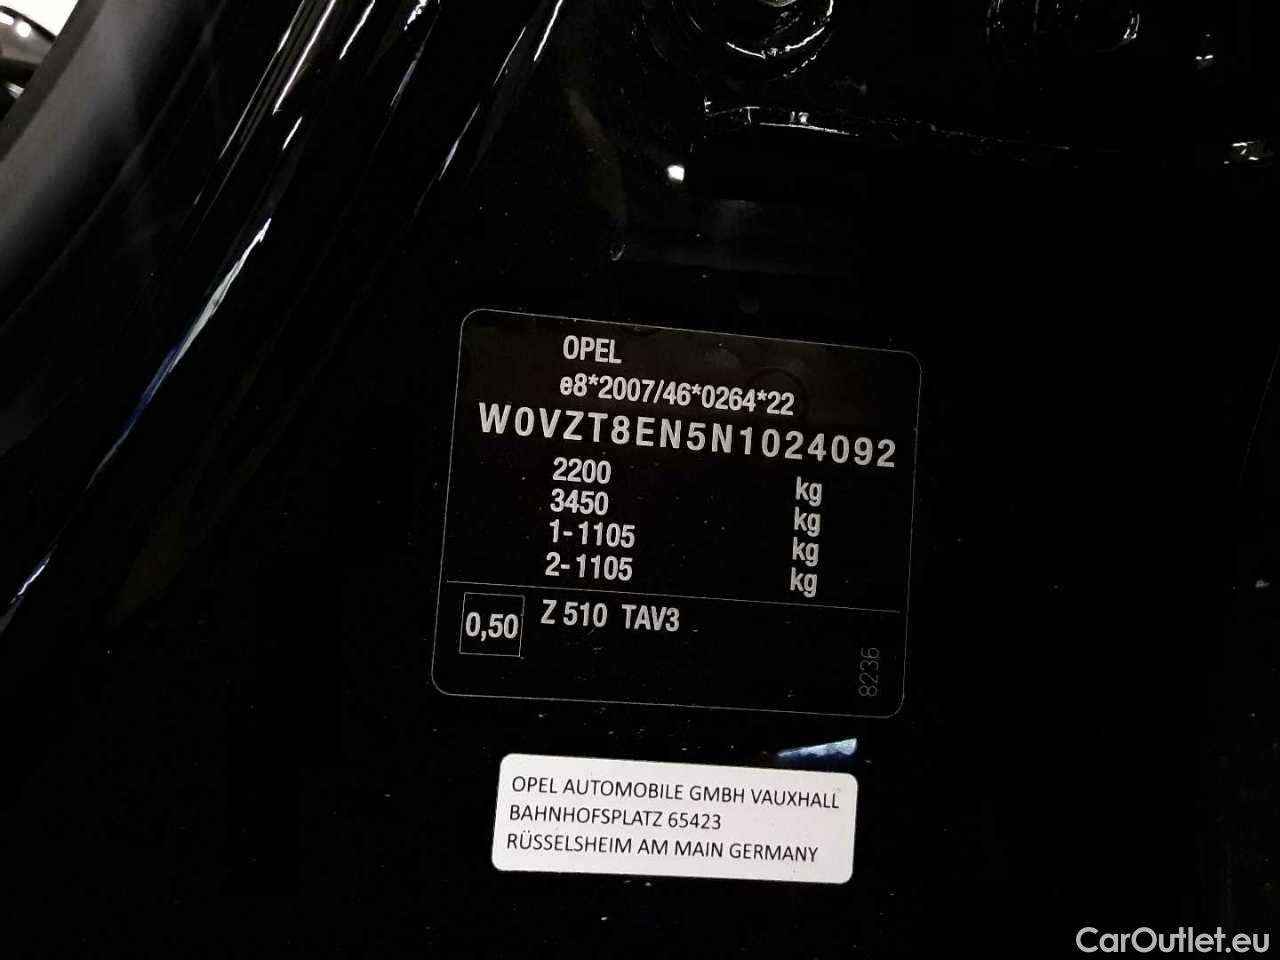 OPEL
e8*2007/46*0264*22
W0VZT8EN5N1024092
2200 kg
3450 kg
1-1105 kg
2-1105 kg
0,50 Z 510 TAV3
8236
OPEL AUTOMOBILE GMBH VAUXHALL
BAHNHOFSPLATZ 65423
RÜSSELSHEIM AM MAIN GERMANY
CarOutlet.eu